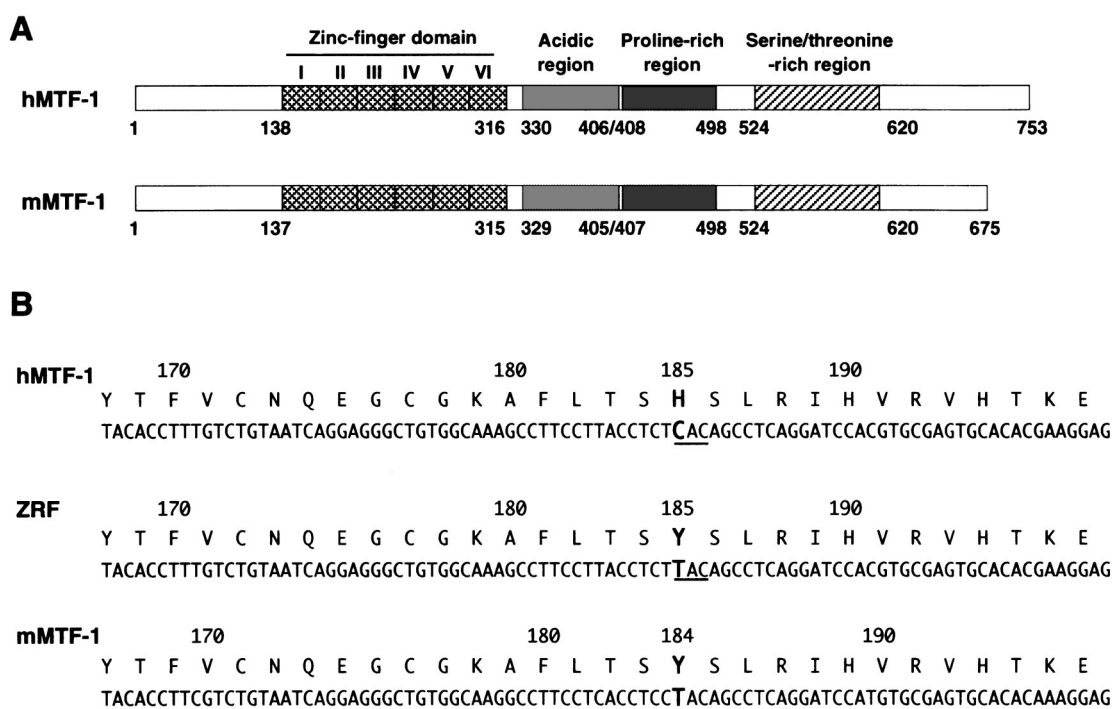 A
Zinc-finger domain
Acidic region
Proline-rich region
Serine/threonine -rich region
I II III IV V VI
hMTF-1
1 138 316 330 406/408 498 524 620 753
mMTF-1
1 137 315 329 405/407 498 524 620 675
B
170 180 185 190
hMTF-1
Y T F V C N Q E G C G K A F L T S H S L R I H V R V H T K E
TACACCTTTGTCTGTAATCAGGAGGGCTGTGGCAAAGCCTTCCTTACCTCTCACAGCCTCAGGATCCACGTGCGAGTGCACACGAAGGAG
ZRF
170 180 185 190
Y T F V C N Q E G C G K A F L T S Y S L R I H V R V H T K E
TACACCTTTGTCTGTAATCAGGAGGGCTGTGGCAAAGCCTTCCTTACCTCTTACAGCCTCAGGATCCACGTGCGAGTGCACACGAAGGAG
mMTF-1
170 180 184 190
Y T F V C N Q E G C G K A F L T S Y S L R I H V R V H T K E
TACACCTTCGTCTGTAATCAGGAGGGCTGTGGCAAGGCCTTCCTCACCTCCTACAGCCTCAGGATCCATGTGCGAGTGCACACAAAGGAG